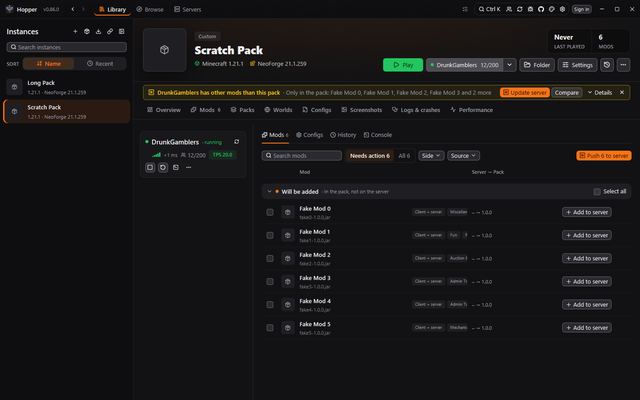 Hopper v0.86.0 Library Browse Servers Ctrl K Sign in
Instances
Search instances
SORT Name Recent
Long Pack
1.21.1 · NeoForge 21.1.259
Scratch Pack
1.21.1 · NeoForge 21.1.259
Custom
Scratch Pack
Minecraft 1.21.1 NeoForge 21.1.259
Never
LAST PLAYED
6
MODS
Play DrunkGamblers 12/200 Folder Settings
DrunkGamblers has other mods than this pack · Only in the pack: Fake Mod 0, Fake Mod 1, Fake Mod 2, Fake Mod 3 and 2 more Update server Compare Details
Overview Mods 6 Packs Worlds Configs Screenshots Logs & crashes Performance
DrunkGamblers · running
<1 ms 12/200 TPS 20.0
Mods 6 Configs History Console
Search mods Needs action 6 All 6 Side Source Push 6 to server
Mod Server → Pack
Will be added · in the pack, not on the server Select all
Fake Mod 0
fake0-1.0.0.jar
Client + server – → 1.0.0 + Add to server
Fake Mod 1
fake1-1.0.0.jar
Client + server Fun – → 1.0.0 + Add to server
Fake Mod 2
fake2-1.0.0.jar
Client + server – → 1.0.0 + Add to server
Fake Mod 3
fake3-1.0.0.jar
Client + server – → 1.0.0 + Add to server
Fake Mod 4
fake4-1.0.0.jar
Client + server – → 1.0.0 + Add to server
Fake Mod 5
fake5-1.0.0.jar
Client + server – → 1.0.0 + Add to server